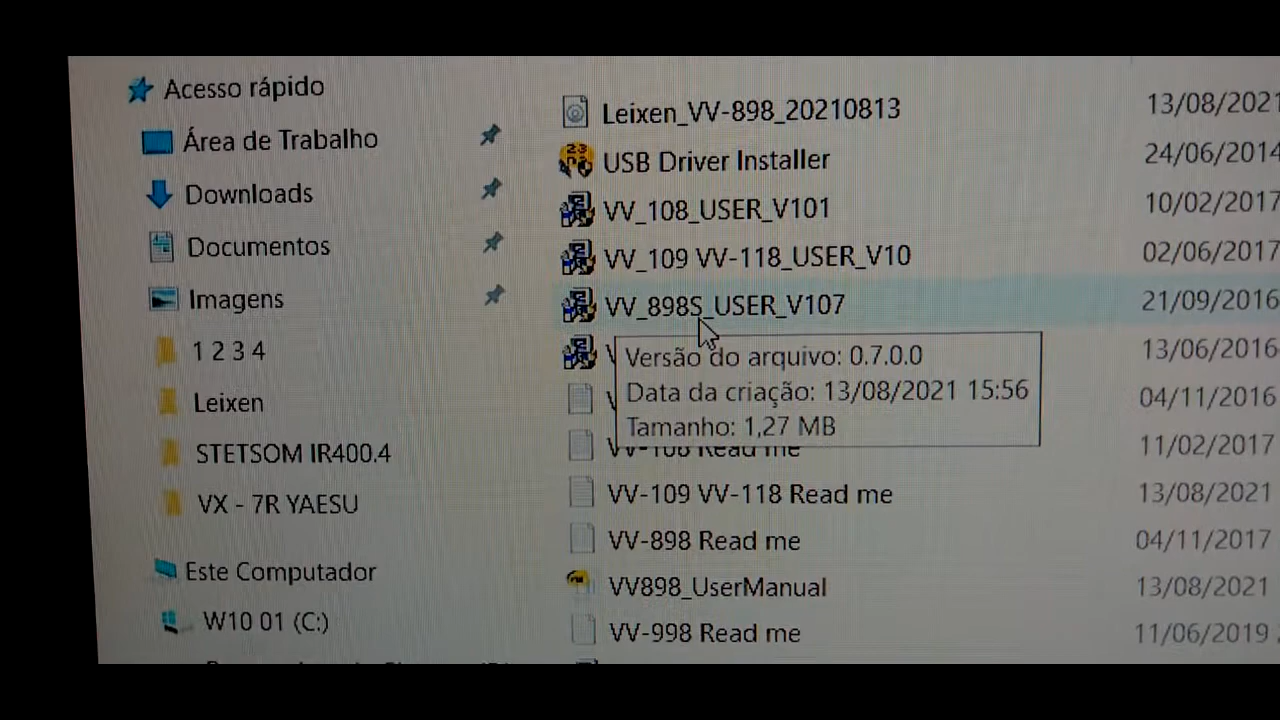 Acesso rápido
Área de Trabalho
Downloads
Documentos
Imagens
1 2 3 4
Leixen
STETSOM IR400.4
VX - 7R YAESU
Este Computador
W10 01 (C:)
Leixen_VV-898_20210813 13/08/2021
USB Driver Installer 24/06/2014
VV_108_USER_V101 10/02/2017
VV_109 VV-118_USER_V10 02/06/2017
VV_898S_USER_V107 21/09/2016
13/06/2016
04/11/2016
VV-108 Read me 11/02/2017
VV-109 VV-118 Read me 13/08/2021
VV-898 Read me 04/11/2017
VV898_UserManual 13/08/2021
VV-998 Read me 11/06/2019
Versão do arquivo: 0.7.0.0
Data da criação: 13/08/2021 15:56
Tamanho: 1,27 MB